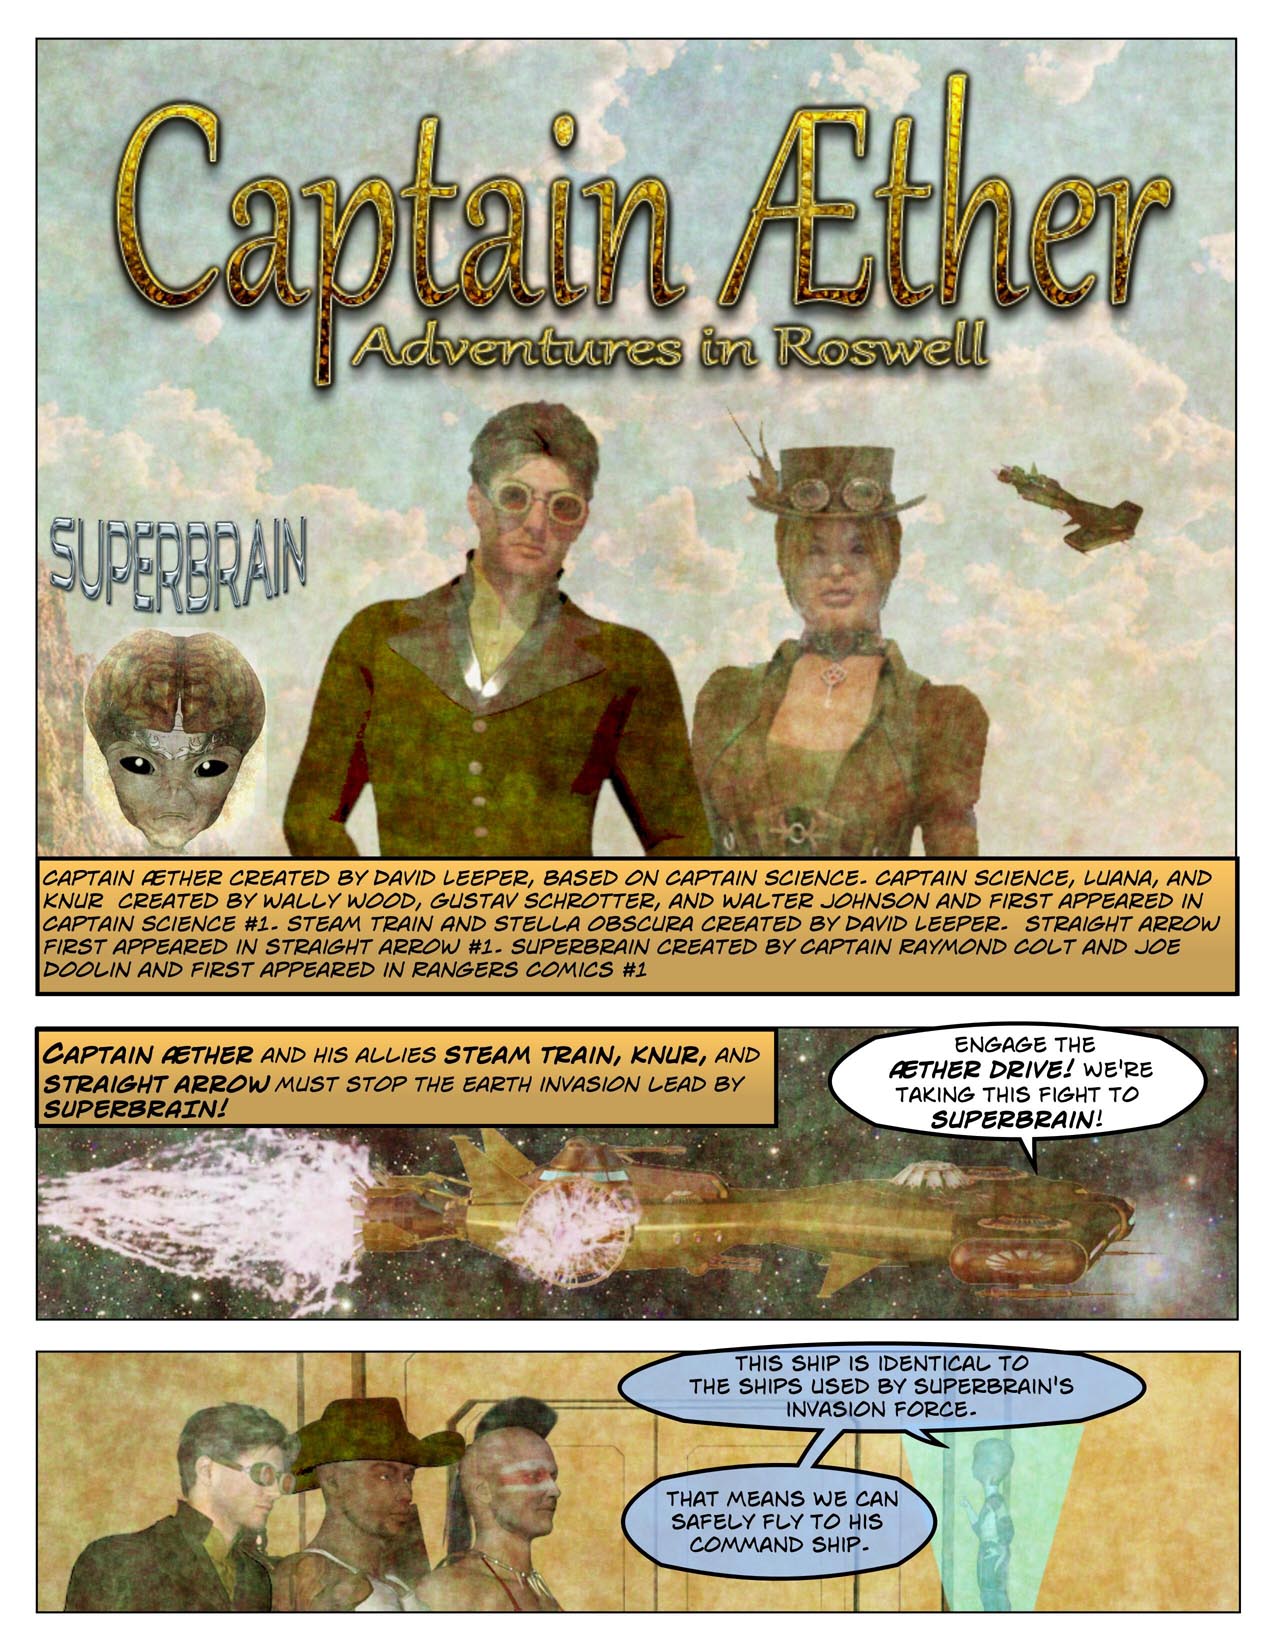 Captain Æther
Adventures in Roswell
SUPERBRAIN
CAPTAIN ÆTHER CREATED BY DAVID LEEPER, BASED ON CAPTAIN SCIENCE. CAPTAIN SCIENCE, LUANA, AND
KNUR CREATED BY WALLY WOOD, GUSTAV SCHROTTER, AND WALTER JOHNSON AND FIRST APPEARED IN
CAPTAIN SCIENCE #1. STEAM TRAIN AND STELLA OBSCURA CREATED BY DAVID LEEPER. STRAIGHT ARROW
FIRST APPEARED IN STRAIGHT ARROW #1. SUPERBRAIN CREATED BY CAPTAIN RAYMOND COLT AND JOE
DOOLIN AND FIRST APPEARED IN RANGERS COMICS #1
CAPTAIN ÆTHER AND HIS ALLIES STEAM TRAIN, KNUR, AND
STRAIGHT ARROW MUST STOP THE EARTH INVASION LEAD BY
SUPERBRAIN!
ENGAGE THE
ÆTHER DRIVE! WE'RE
TAKING THIS FIGHT TO
SUPERBRAIN!
THIS SHIP IS IDENTICAL TO
THE SHIPS USED BY SUPERBRAIN'S
INVASION FORCE.
THAT MEANS WE CAN
SAFELY FLY TO HIS
COMMAND SHIP.